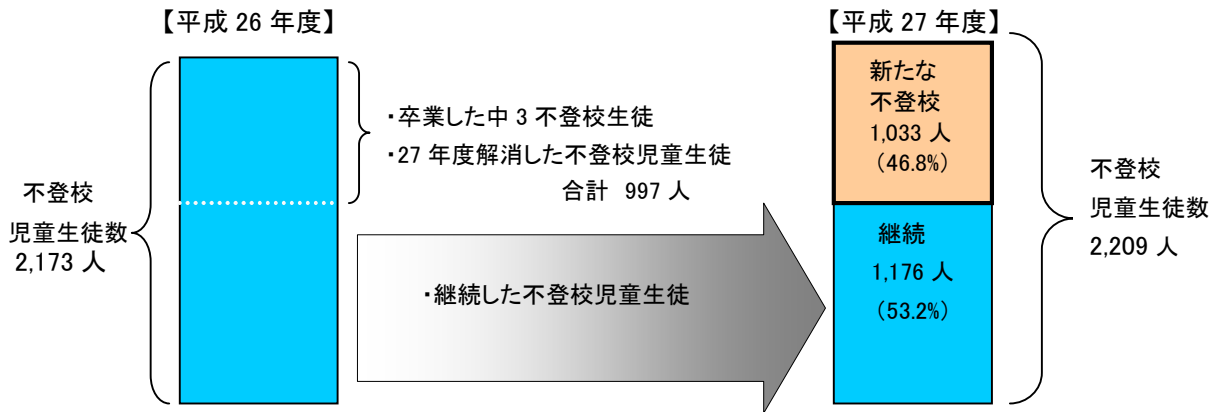 【平成 26 年度】
不登校
児童生徒数
2,173 人
・卒業した中 3 不登校生徒
・27 年度解消した不登校児童生徒
合計 997 人
・継続した不登校児童生徒
【平成 27 年度】
新たな
不登校
1,033 人
(46.8%)
継続
1,176 人
(53.2%)
不登校
児童生徒数
2,209 人